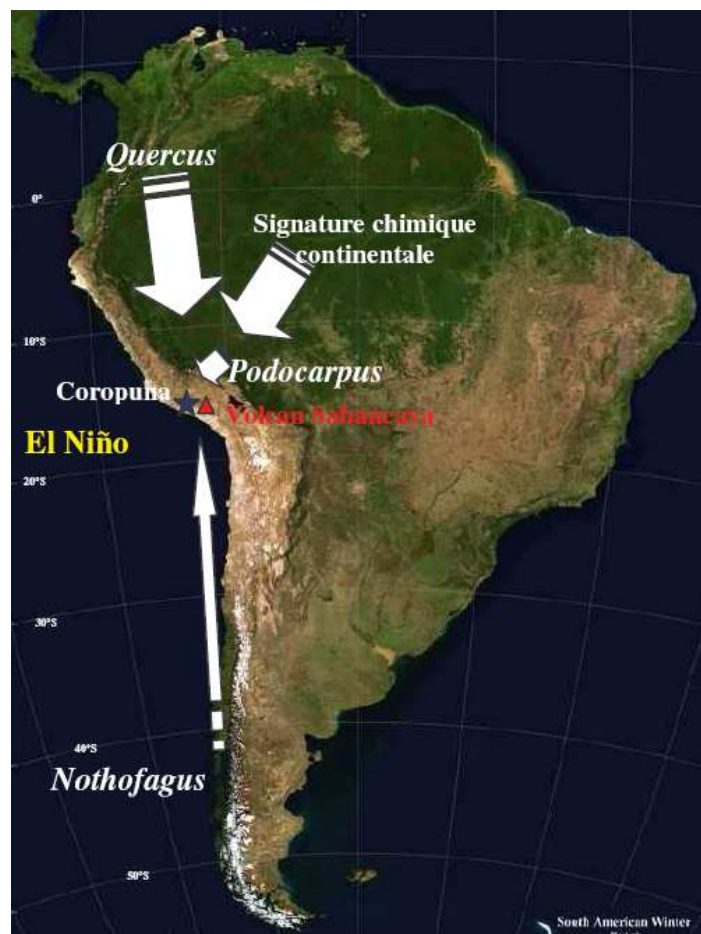 Quercus
0°
Signature chimique
continentale
10°S
Podocarpus
Coropuna
Volcan Sabancaya
El Niño
20°S
30°S
40°S
Nothofagus
50°S
South American Winter